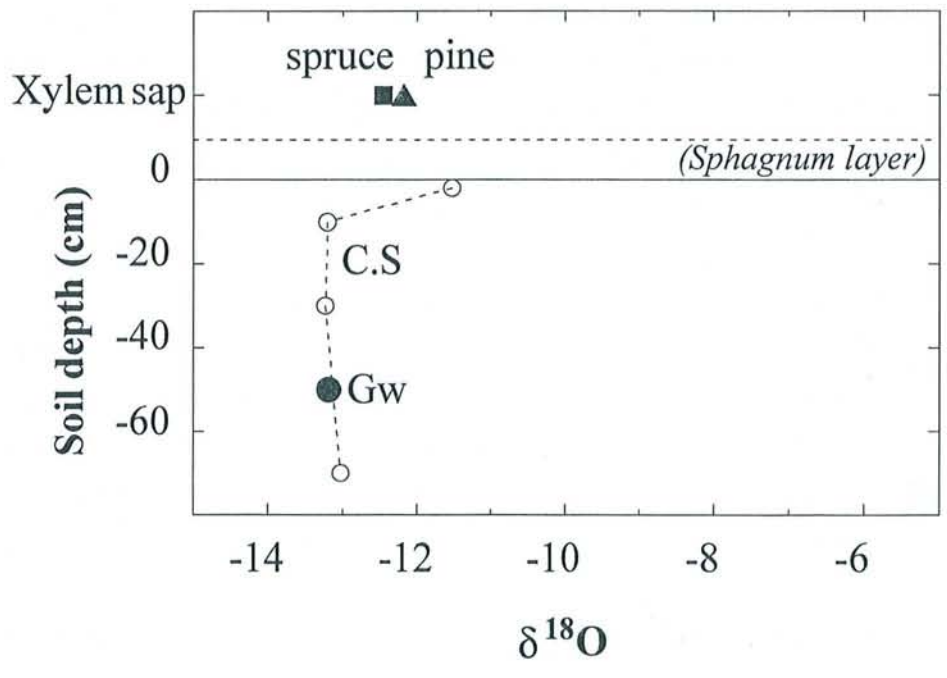 spruce pine
Xylem sap
(Sphagnum layer)
0
-20
C.S
-40
Gw
-60
Soil depth (cm)
-14 -12 -10 -8 -6
δ ¹⁸O